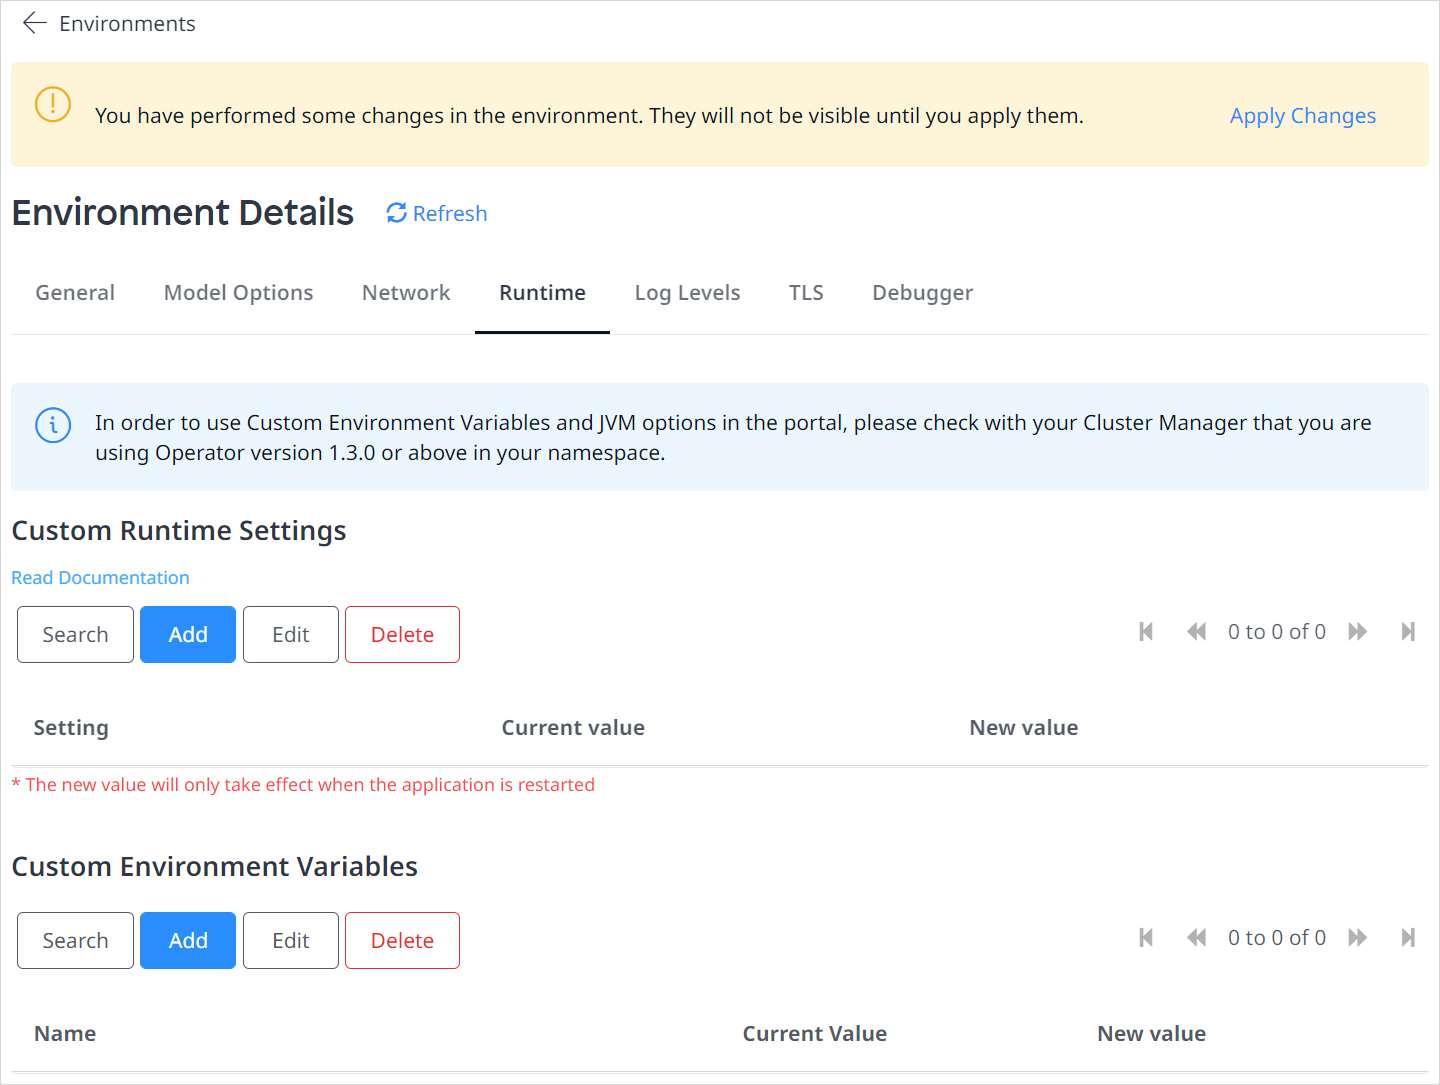 Environments
You have performed some changes in the environment. They will not be visible until you apply them. Apply Changes
Environment Details Refresh
General Model Options Network Runtime Log Levels TLS Debugger
In order to use Custom Environment Variables and JVM options in the portal, please check with your Cluster Manager that you are
using Operator version 1.3.0 or above in your namespace.
Custom Runtime Settings
Read Documentation
Search Add Edit Delete 0 to 0 of 0
Setting Current value New value
* The new value will only take effect when the application is restarted
Custom Environment Variables
Search Add Edit Delete 0 to 0 of 0
Name Current Value New value